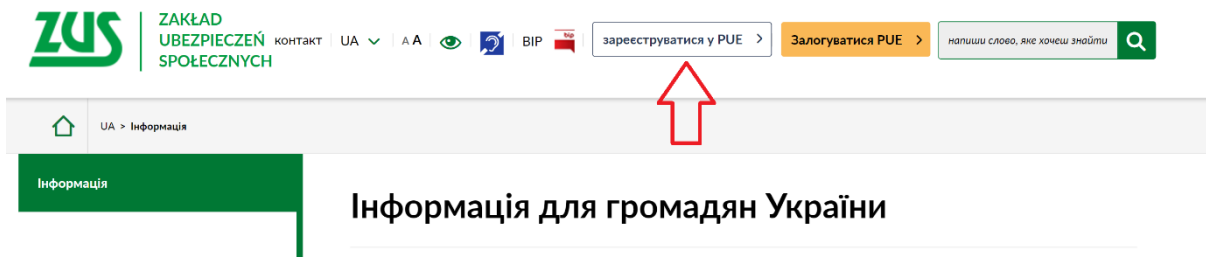 ZUS
ZAKŁAD
UBEZPIECZEŃ
SPOŁECZNYCH
контакт UA A A BIP bip зареєструватися у PUE > Залогуватися PUE > напиши слово, яке хочеш знайти
UA > Інформація
Інформація
Інформація для громадян України